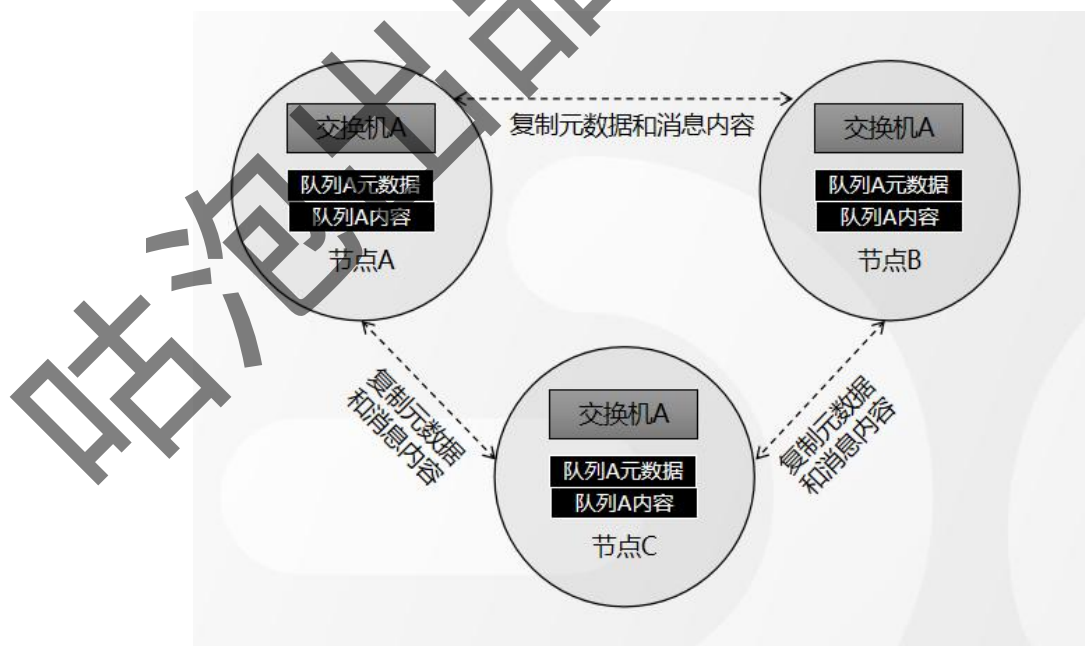 交换机A
队列A元数据
队列A内容
节点A
复制元数据和消息内容
交换机A
队列A元数据
队列A内容
节点B
复制元数据
和消息内容
交换机A
队列A元数据
队列A内容
节点C
复制元数据
和消息内容
咕泡出品